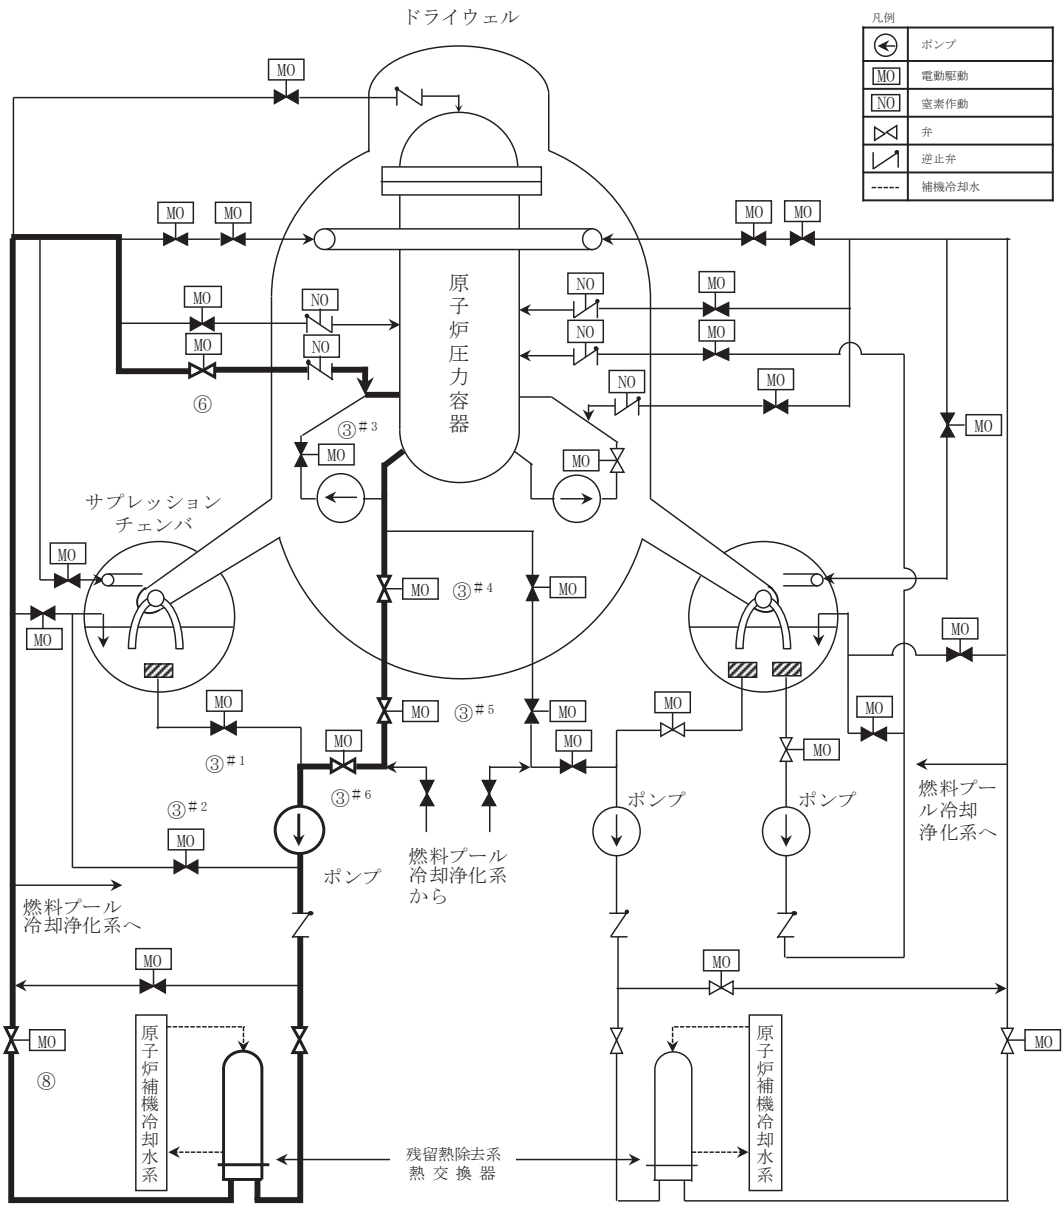 ドライウェル
凡例
ポンプ
MO 電動駆動
NO 窒素作動
弁
逆止弁
補機冷却水
MO
MO
MO
MO
MO
MO
NO
MO
NO
⑥
NO
MO
NO
MO
NO
MO
原子炉圧力容器
③#3
MO
MO
MO
サプレッション
チェンバ
MO
MO
MO
③#4
MO
MO
MO
③#1
MO
③#5
MO
MO
MO
MO
③#6
MO
MO
③#2
MO
ポンプ
ポンプ
ポンプ
燃料プール
冷却浄化系
から
燃料プー
ル冷却
浄化系へ
燃料プール
冷却浄化系へ
MO
MO
MO
⑧
MO
原子炉補機冷却水系
原子炉補機冷却水系
残留熱除去系
熱交換器